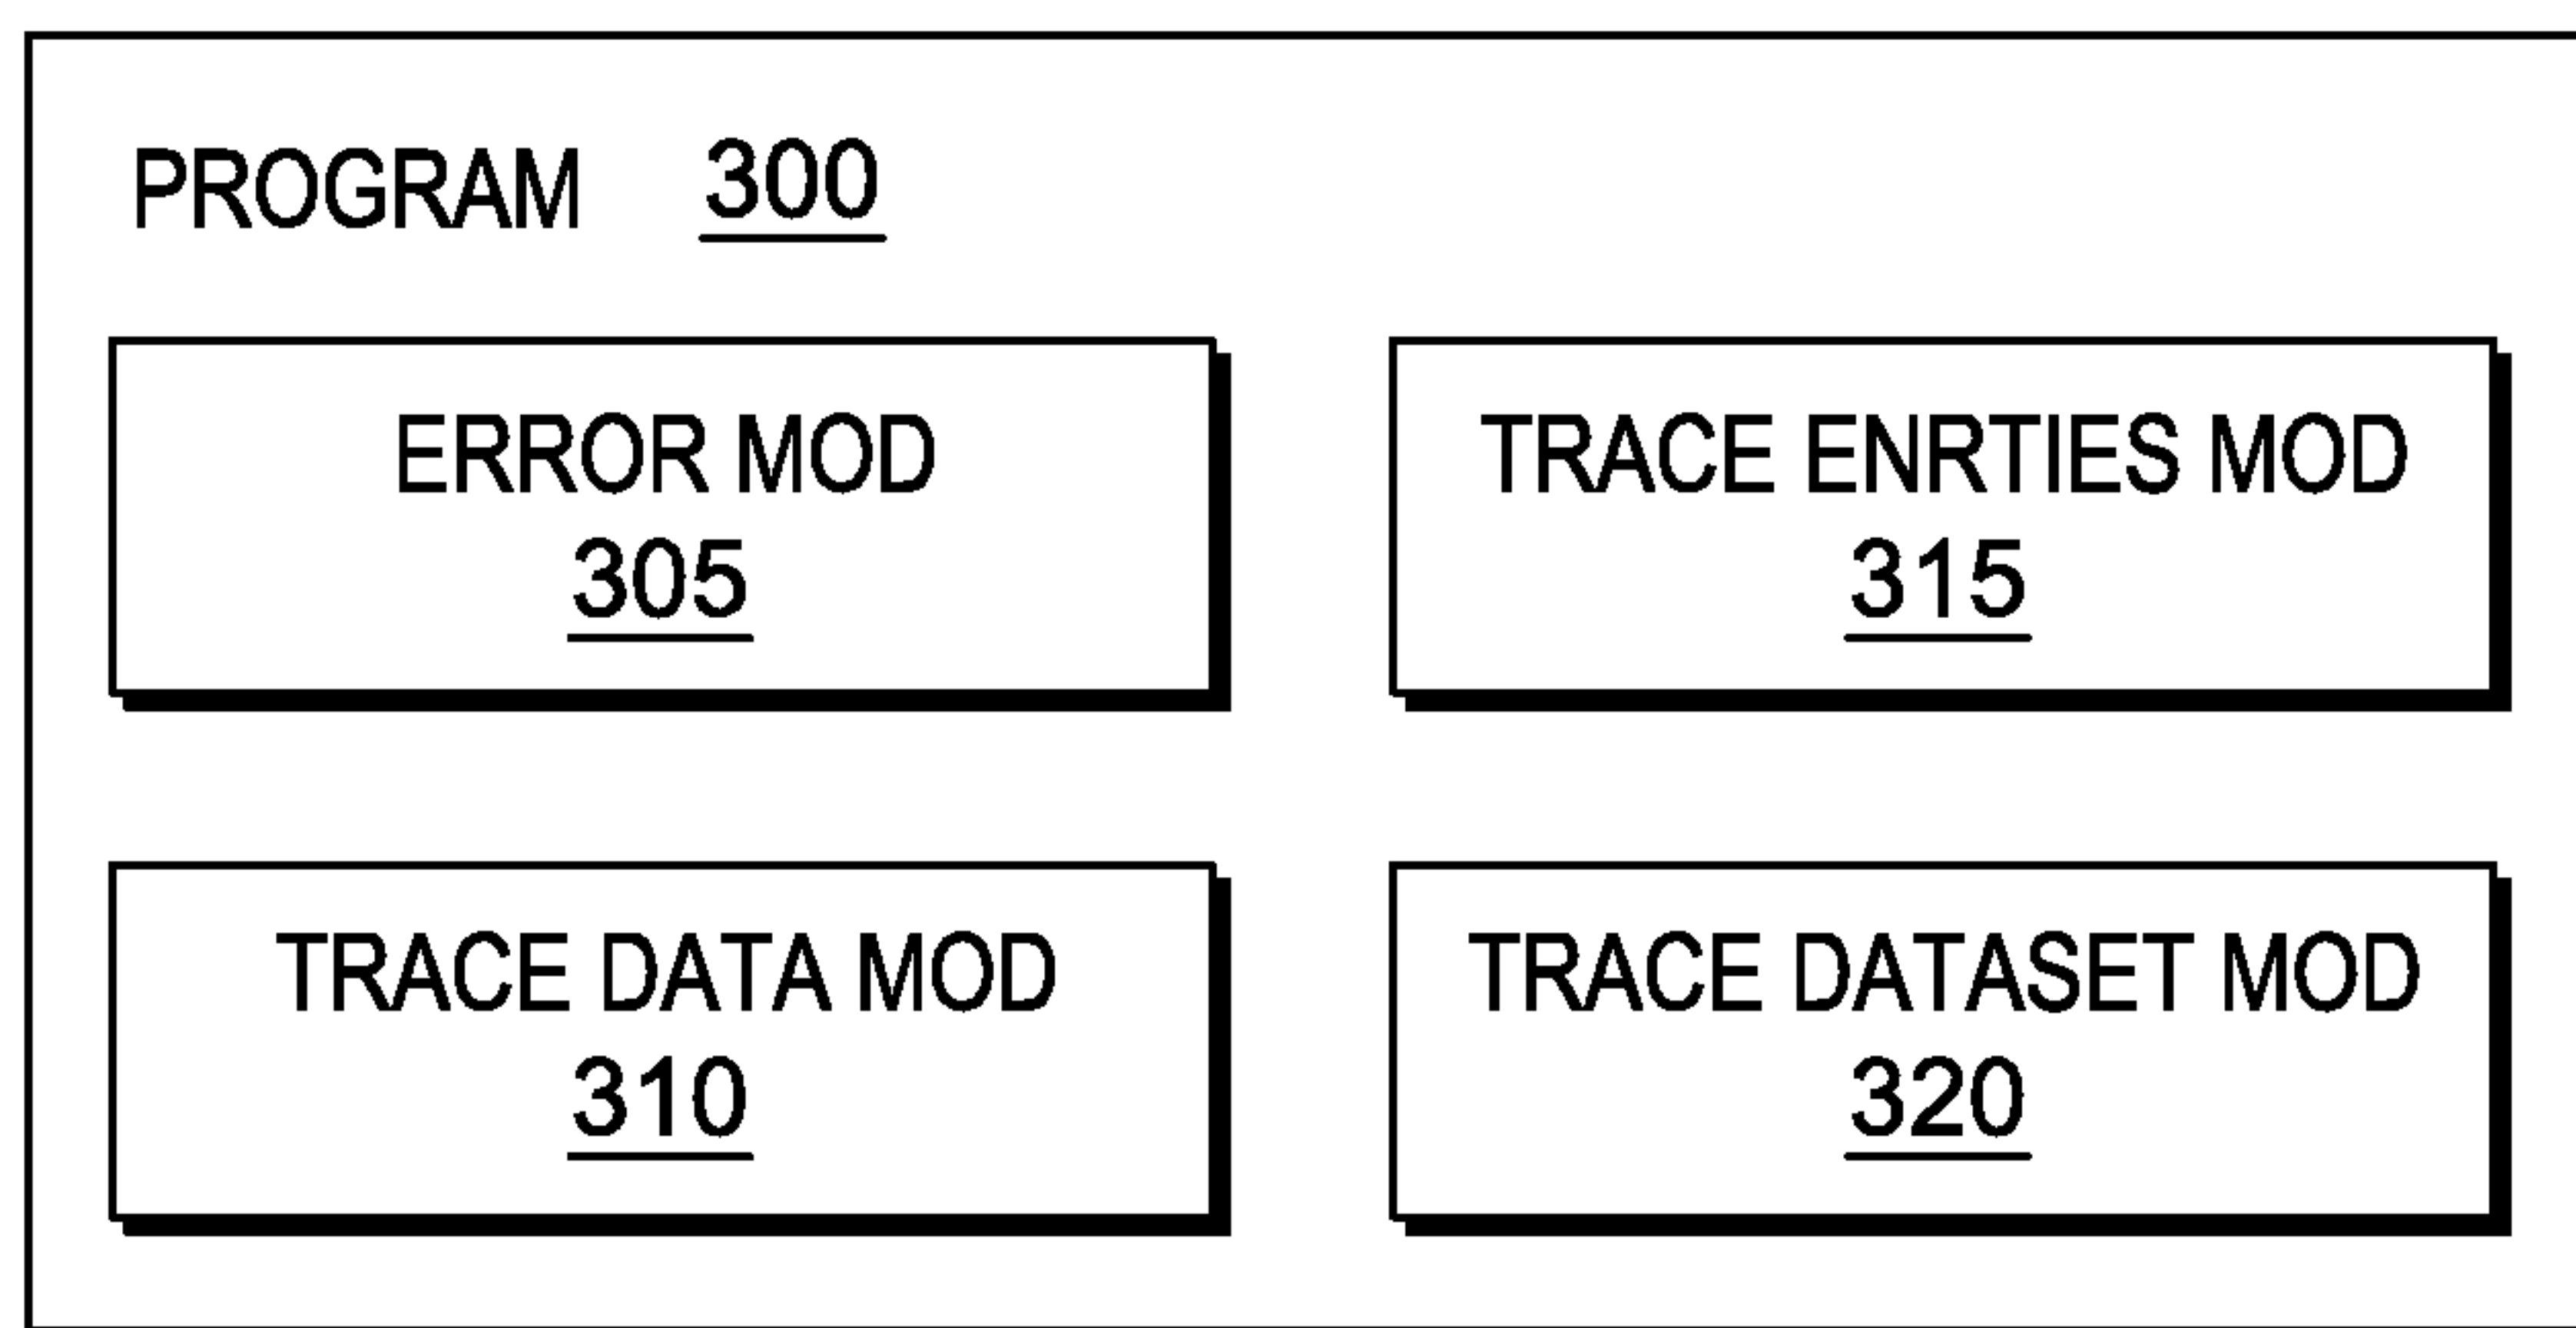 PROGRAM 300
ERROR MOD
305
TRACE ENRTIES MOD
315
TRACE DATA MOD
310
TRACE DATASET MOD
320